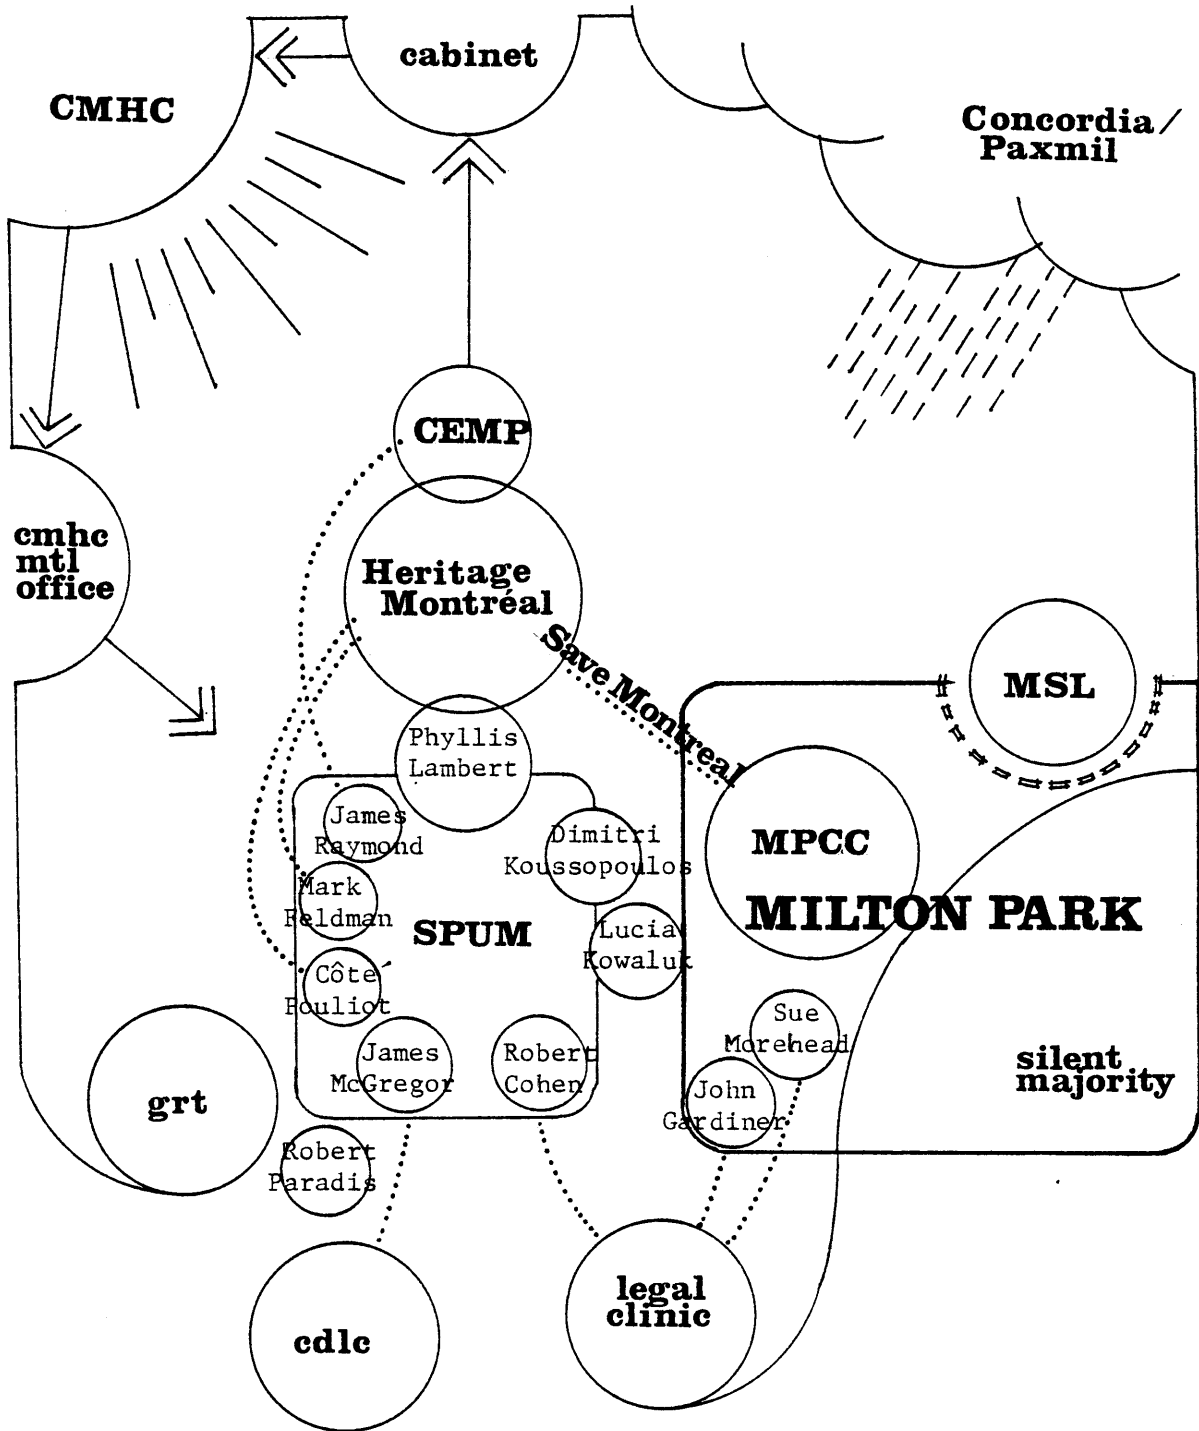 cabinet
CMHC
Concordia/
Paxmil
CEMP
cmhc
mtl
office
Heritage
Montréal
Save Montreal
MSL
Phyllis
Lambert
James
Raymond
Dimitri
Koussopoulos
MPCC
Mark
Feldman
MILTON PARK
SPUM
Lucia
Kowaluk
Côté
Pouliot
Sue
Morehead
James
McGregor
Robert
Cohen
silent
majority
John
Gardiner
grt
Robert
Paradis
legal
clinic
cdlc